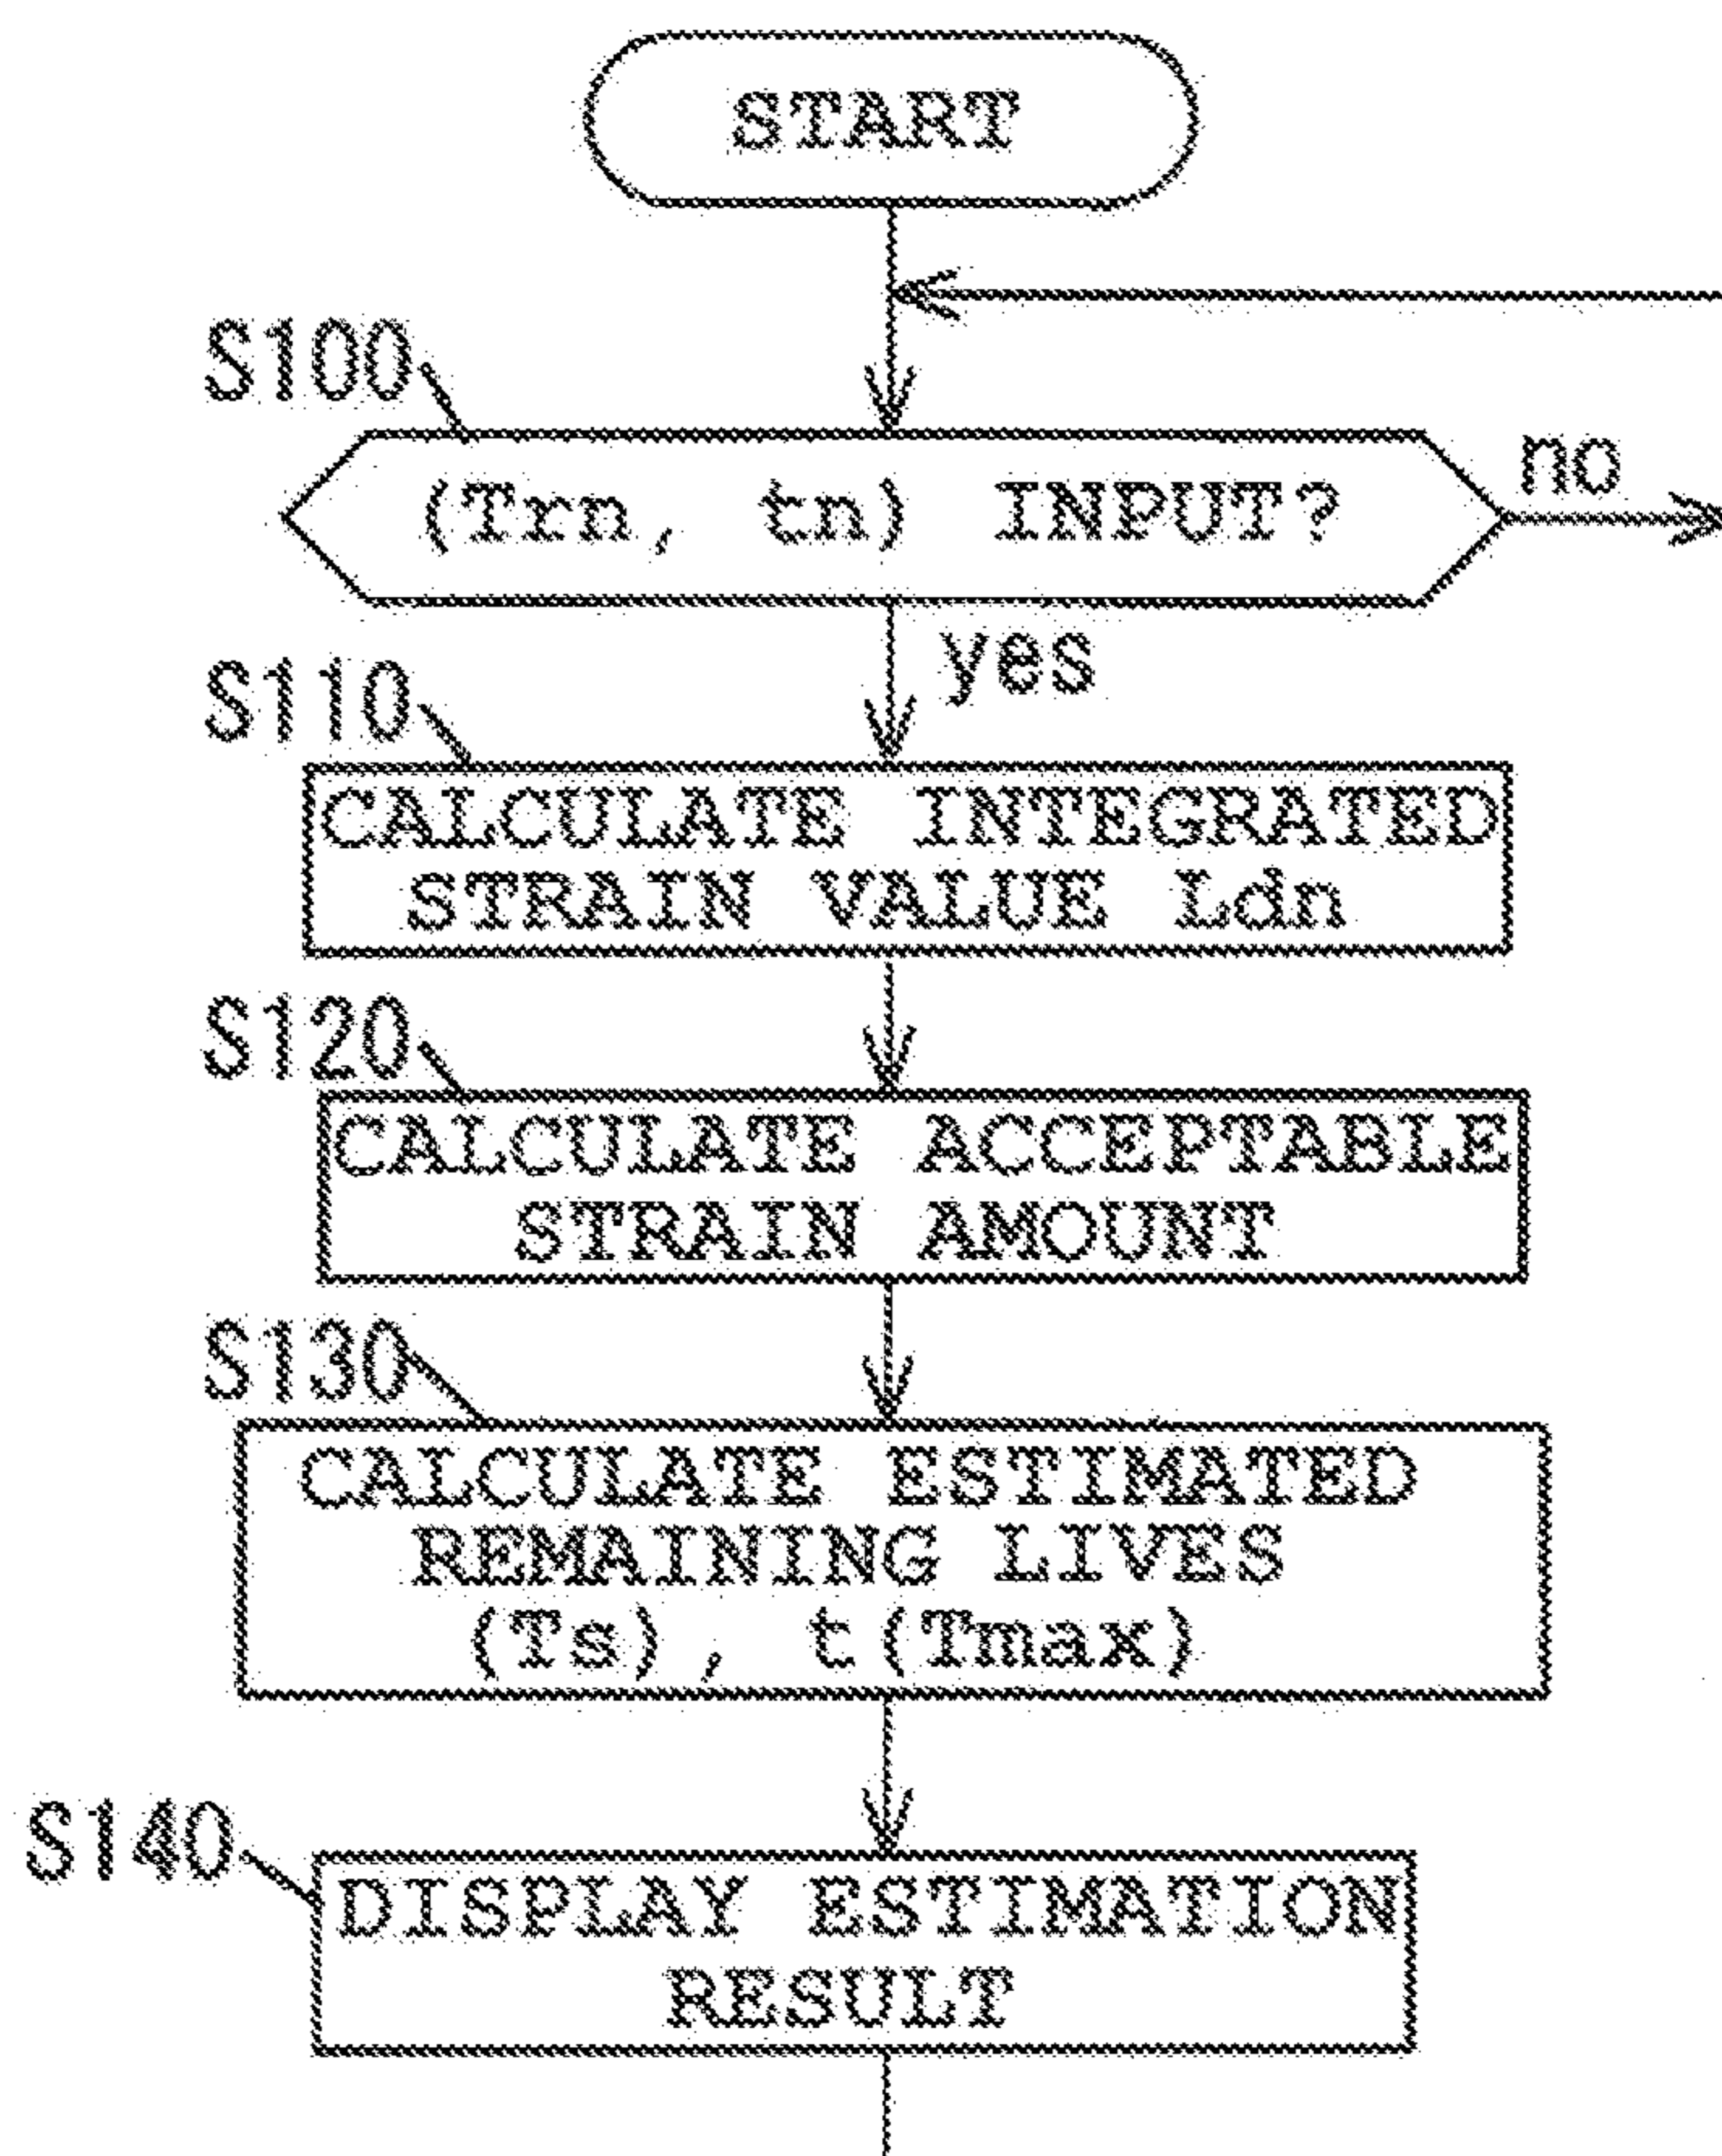 START
S100
(Trn, tn) INPUT?
no
yes
S110
CALCULATE INTEGRATED
STRAIN VALUE Ldn
S120
CALCULATE ACCEPTABLE
STRAIN AMOUNT
S130
CALCULATE ESTIMATED
REMAINING LIVES
(Ts), t(Tmax)
S140
DISPLAY ESTIMATION
RESULT